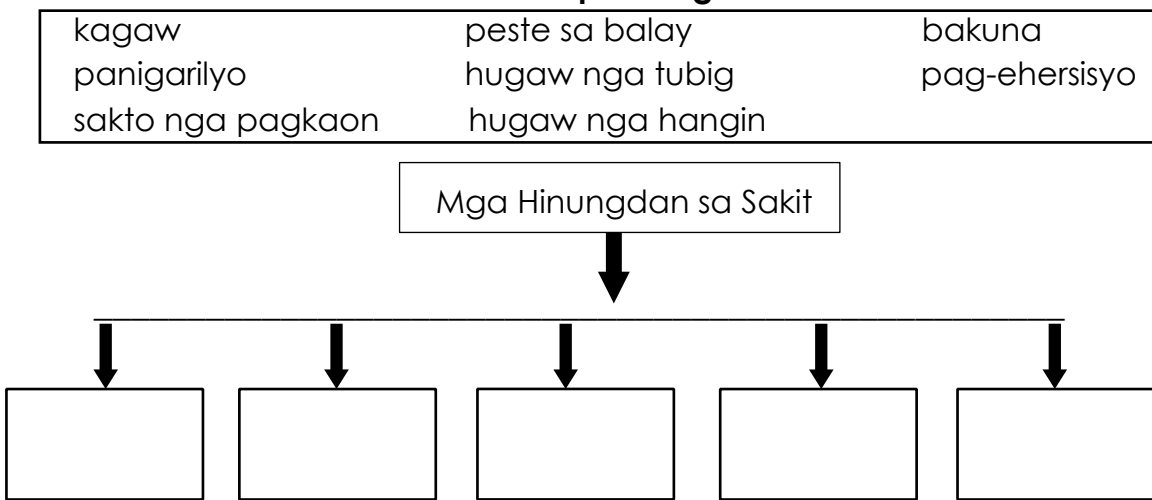 kagaw peste sa balay bakuna
panigarilyo hugaw nga tubig pag-ehersisyo
sakto nga pagkaon hugaw nga hangin
Mga Hinungdan sa Sakit